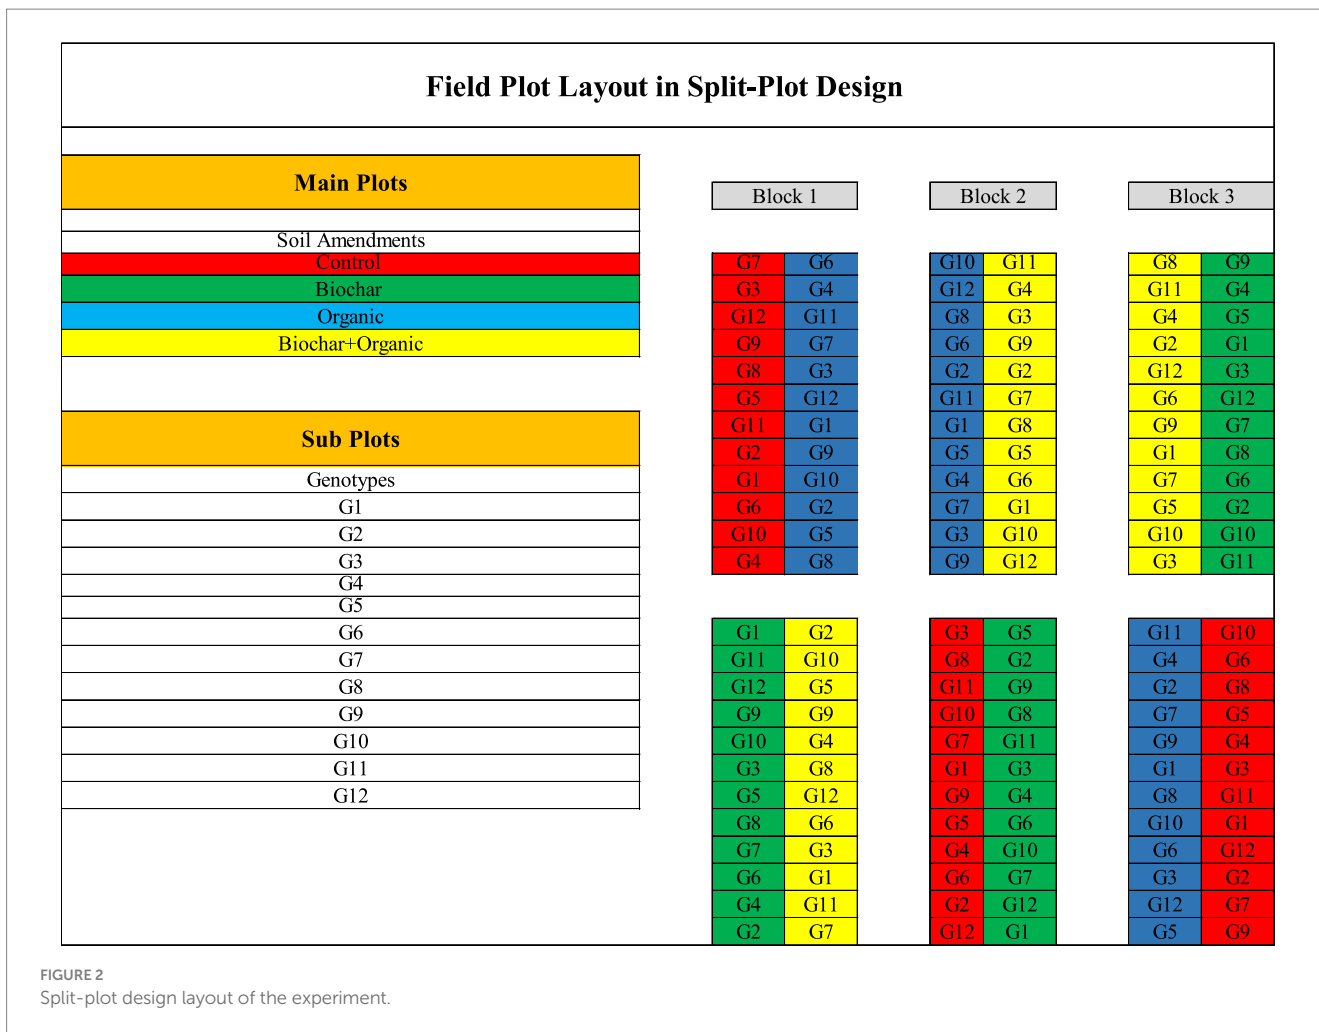 Field Plot Layout in Split-Plot Design
Main Plots
Block 1 Block 2 Block 3
Soil Amendments
Control G7 G6 G10 G11 G8 G9
Biochar G3 G4 G12 G4 G11 G4
Organic G12 G11 G8 G3 G4 G5
Biochar+Organic G9 G7 G6 G9 G2 G1
G8 G3 G2 G2 G12 G3
G5 G12 G11 G7 G6 G12
Sub Plots G11 G1 G1 G8 G9 G7
G2 G9 G5 G5 G1 G8
Genotypes G1 G10 G4 G6 G7 G6
G1 G6 G2 G7 G1 G5 G2
G2 G10 G5 G3 G10 G10 G10
G3 G4 G8 G9 G12 G3 G11
G4
G5
G6 G1 G2 G3 G5 G11 G10
G7 G11 G10 G8 G2 G4 G6
G8 G12 G5 G11 G9 G2 G8
G9 G9 G9 G10 G8 G7 G5
G10 G10 G4 G7 G11 G9 G4
G11 G3 G8 G1 G3 G1 G3
G12 G5 G12 G9 G4 G8 G11
G8 G6 G5 G6 G10 G1
G7 G3 G4 G10 G6 G12
G6 G1 G6 G7 G3 G2
G4 G11 G2 G12 G12 G7
G2 G7 G12 G1 G5 G9
FIGURE 2
Split-plot design layout of the experiment.